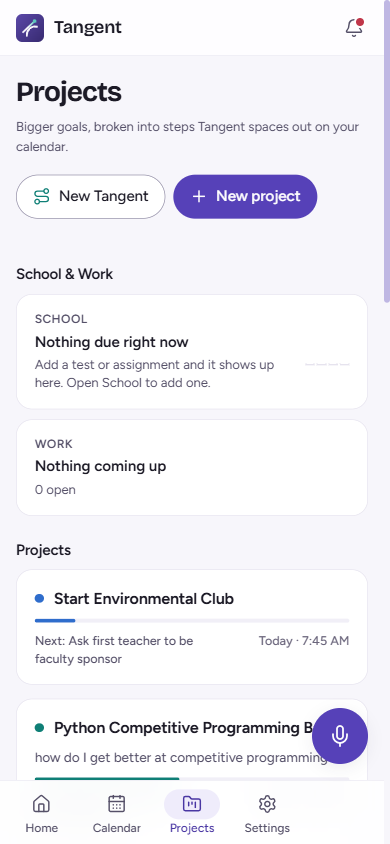 Tangent
Projects
Bigger goals, broken into steps Tangent spaces out on your
calendar.
New Tangent
New project
School & Work
SCHOOL
Nothing due right now
Add a test or assignment and it shows up
here. Open School to add one.
WORK
Nothing coming up
0 open
Projects
Start Environmental Club
Next: Ask first teacher to be
faculty sponsor
Today · 7:45 AM
Python Competitive Programming
how do I get better at competitive programming
Home
Calendar
Projects
Settings